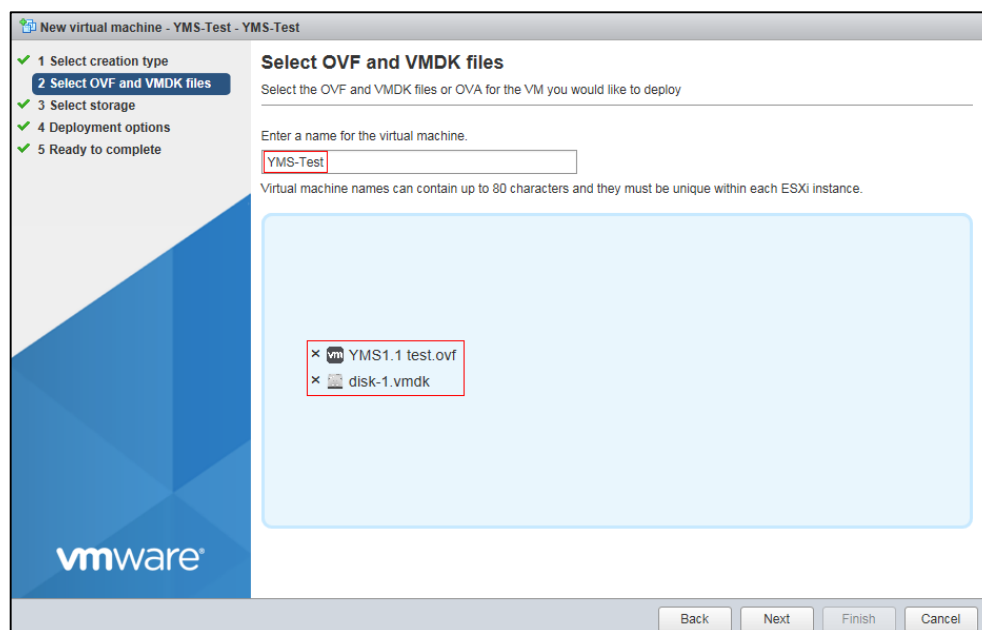 New virtual machine - YMS-Test - YMS-Test
1 Select creation type
2 Select OVF and VMDK files
3 Select storage
4 Deployment options
5 Ready to complete
Select OVF and VMDK files
Select the OVF and VMDK files or OVA for the VM you would like to deploy
Enter a name for the virtual machine.
YMS-Test
Virtual machine names can contain up to 80 characters and they must be unique within each ESXi instance.
vm YMS1.1 test.ovf
disk-1.vmdk
vmware®
Back Next Finish Cancel